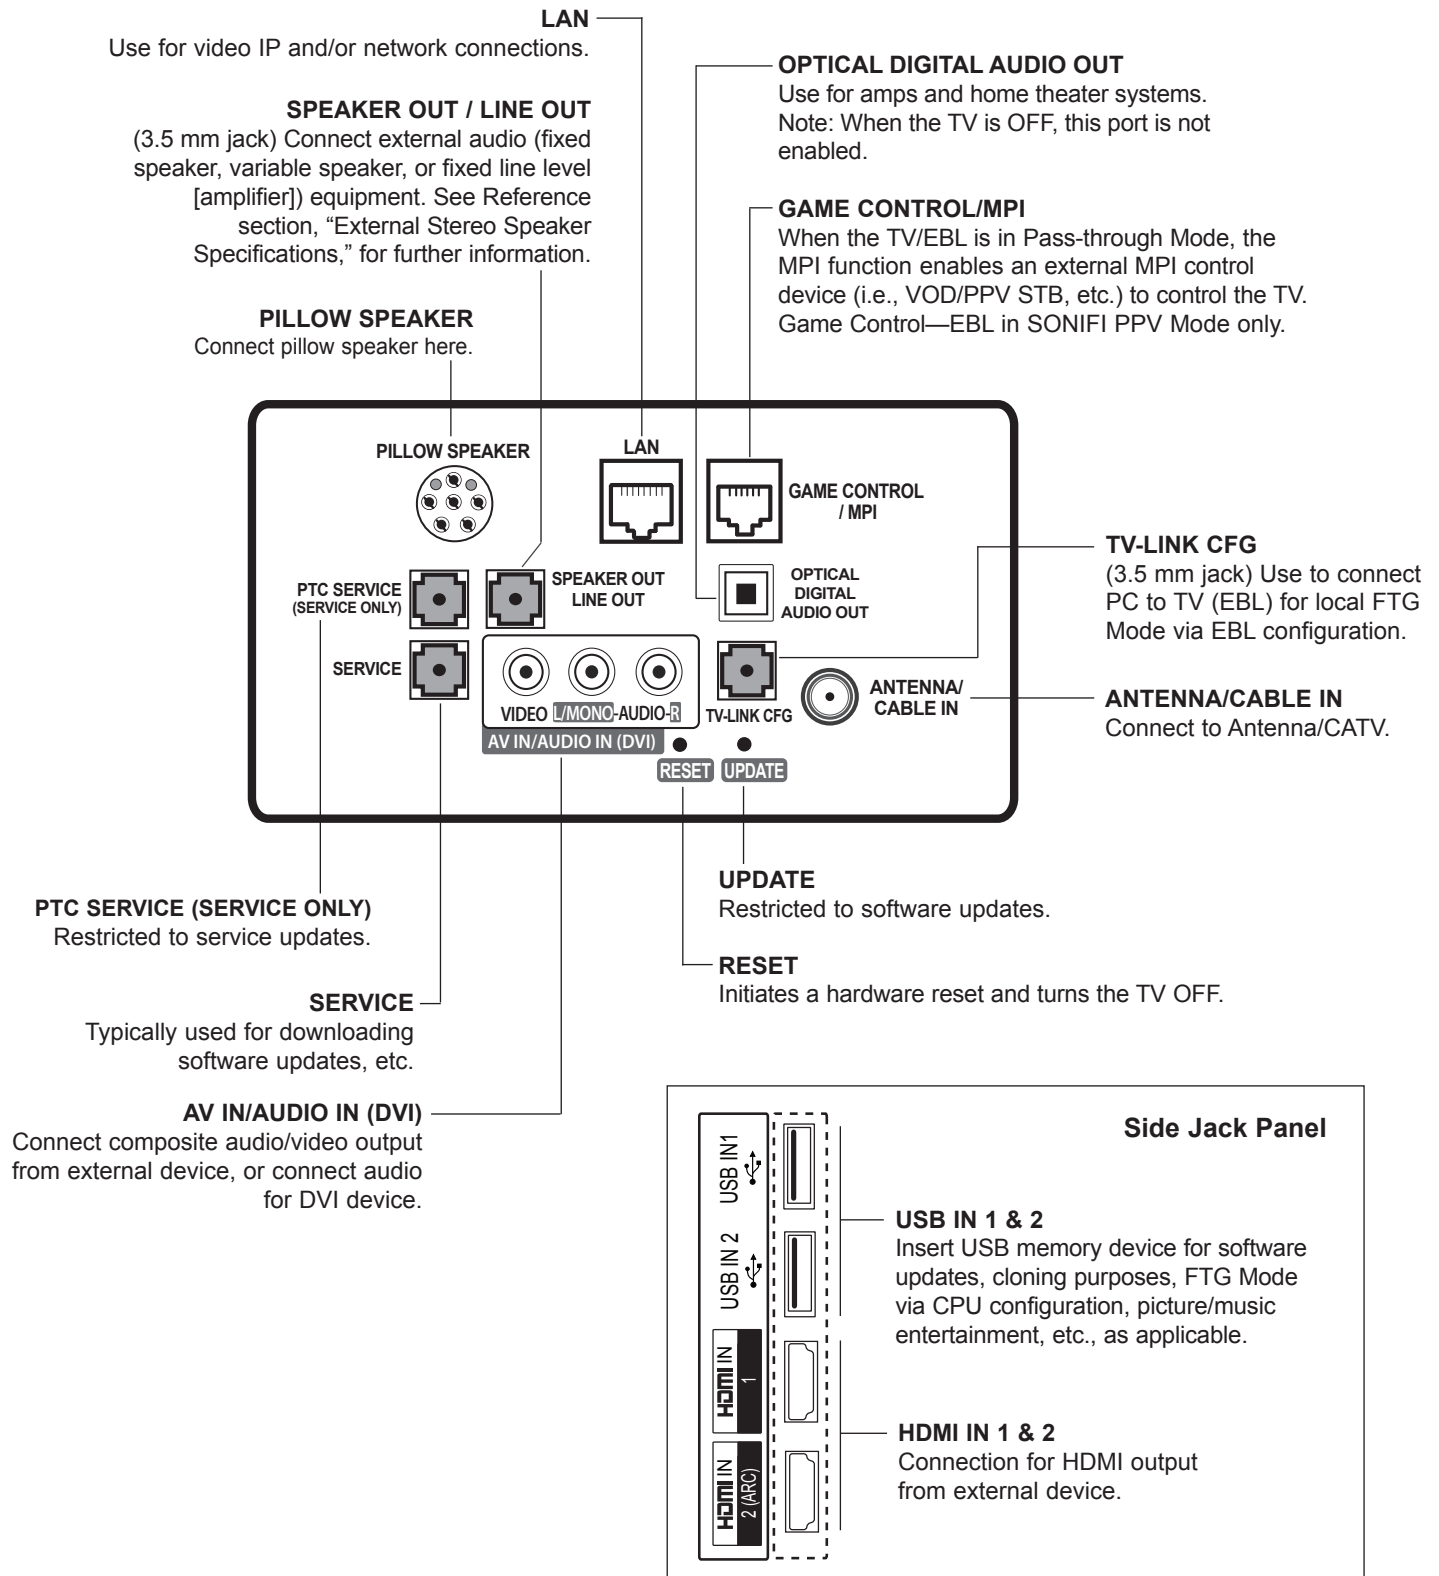 LAN
Use for video IP and/or network connections.
OPTICAL DIGITAL AUDIO OUT
Use for amps and home theater systems.
Note: When the TV is OFF, this port is not
enabled.
SPEAKER OUT / LINE OUT
(3.5 mm jack) Connect external audio (fixed
speaker, variable speaker, or fixed line level
[amplifier]) equipment. See Reference
section, “External Stereo Speaker
Specifications,” for further information.
GAME CONTROL/MPI
When the TV/EBL is in Pass-through Mode, the
MPI function enables an external MPI control
device (i.e., VOD/PPV STB, etc.) to control the TV.
Game Control—EBL in SONIFI PPV Mode only.
PILLOW SPEAKER
Connect pillow speaker here.
PILLOW SPEAKER
LAN
GAME CONTROL
/ MPI
PTC SERVICE
(SERVICE ONLY)
SPEAKER OUT
LINE OUT
OPTICAL
DIGITAL
AUDIO OUT
SERVICE
VIDEO L/MONO-AUDIO-R
AV IN/AUDIO IN (DVI)
TV-LINK CFG
ANTENNA/
CABLE IN
RESET
UPDATE
TV-LINK CFG
(3.5 mm jack) Use to connect
PC to TV (EBL) for local FTG
Mode via EBL configuration.
ANTENNA/CABLE IN
Connect to Antenna/CATV.
UPDATE
Restricted to software updates.
PTC SERVICE (SERVICE ONLY)
Restricted to service updates.
RESET
Initiates a hardware reset and turns the TV OFF.
SERVICE
Typically used for downloading
software updates, etc.
AV IN/AUDIO IN (DVI)
Connect composite audio/video output
from external device, or connect audio
for DVI device.
Side Jack Panel
USB IN1
USB IN 2
HDMI IN
1
HDMI IN
2 (ARC)
USB IN 1 & 2
Insert USB memory device for software
updates, cloning purposes, FTG Mode
via CPU configuration, picture/music
entertainment, etc., as applicable.
HDMI IN 1 & 2
Connection for HDMI output
from external device.